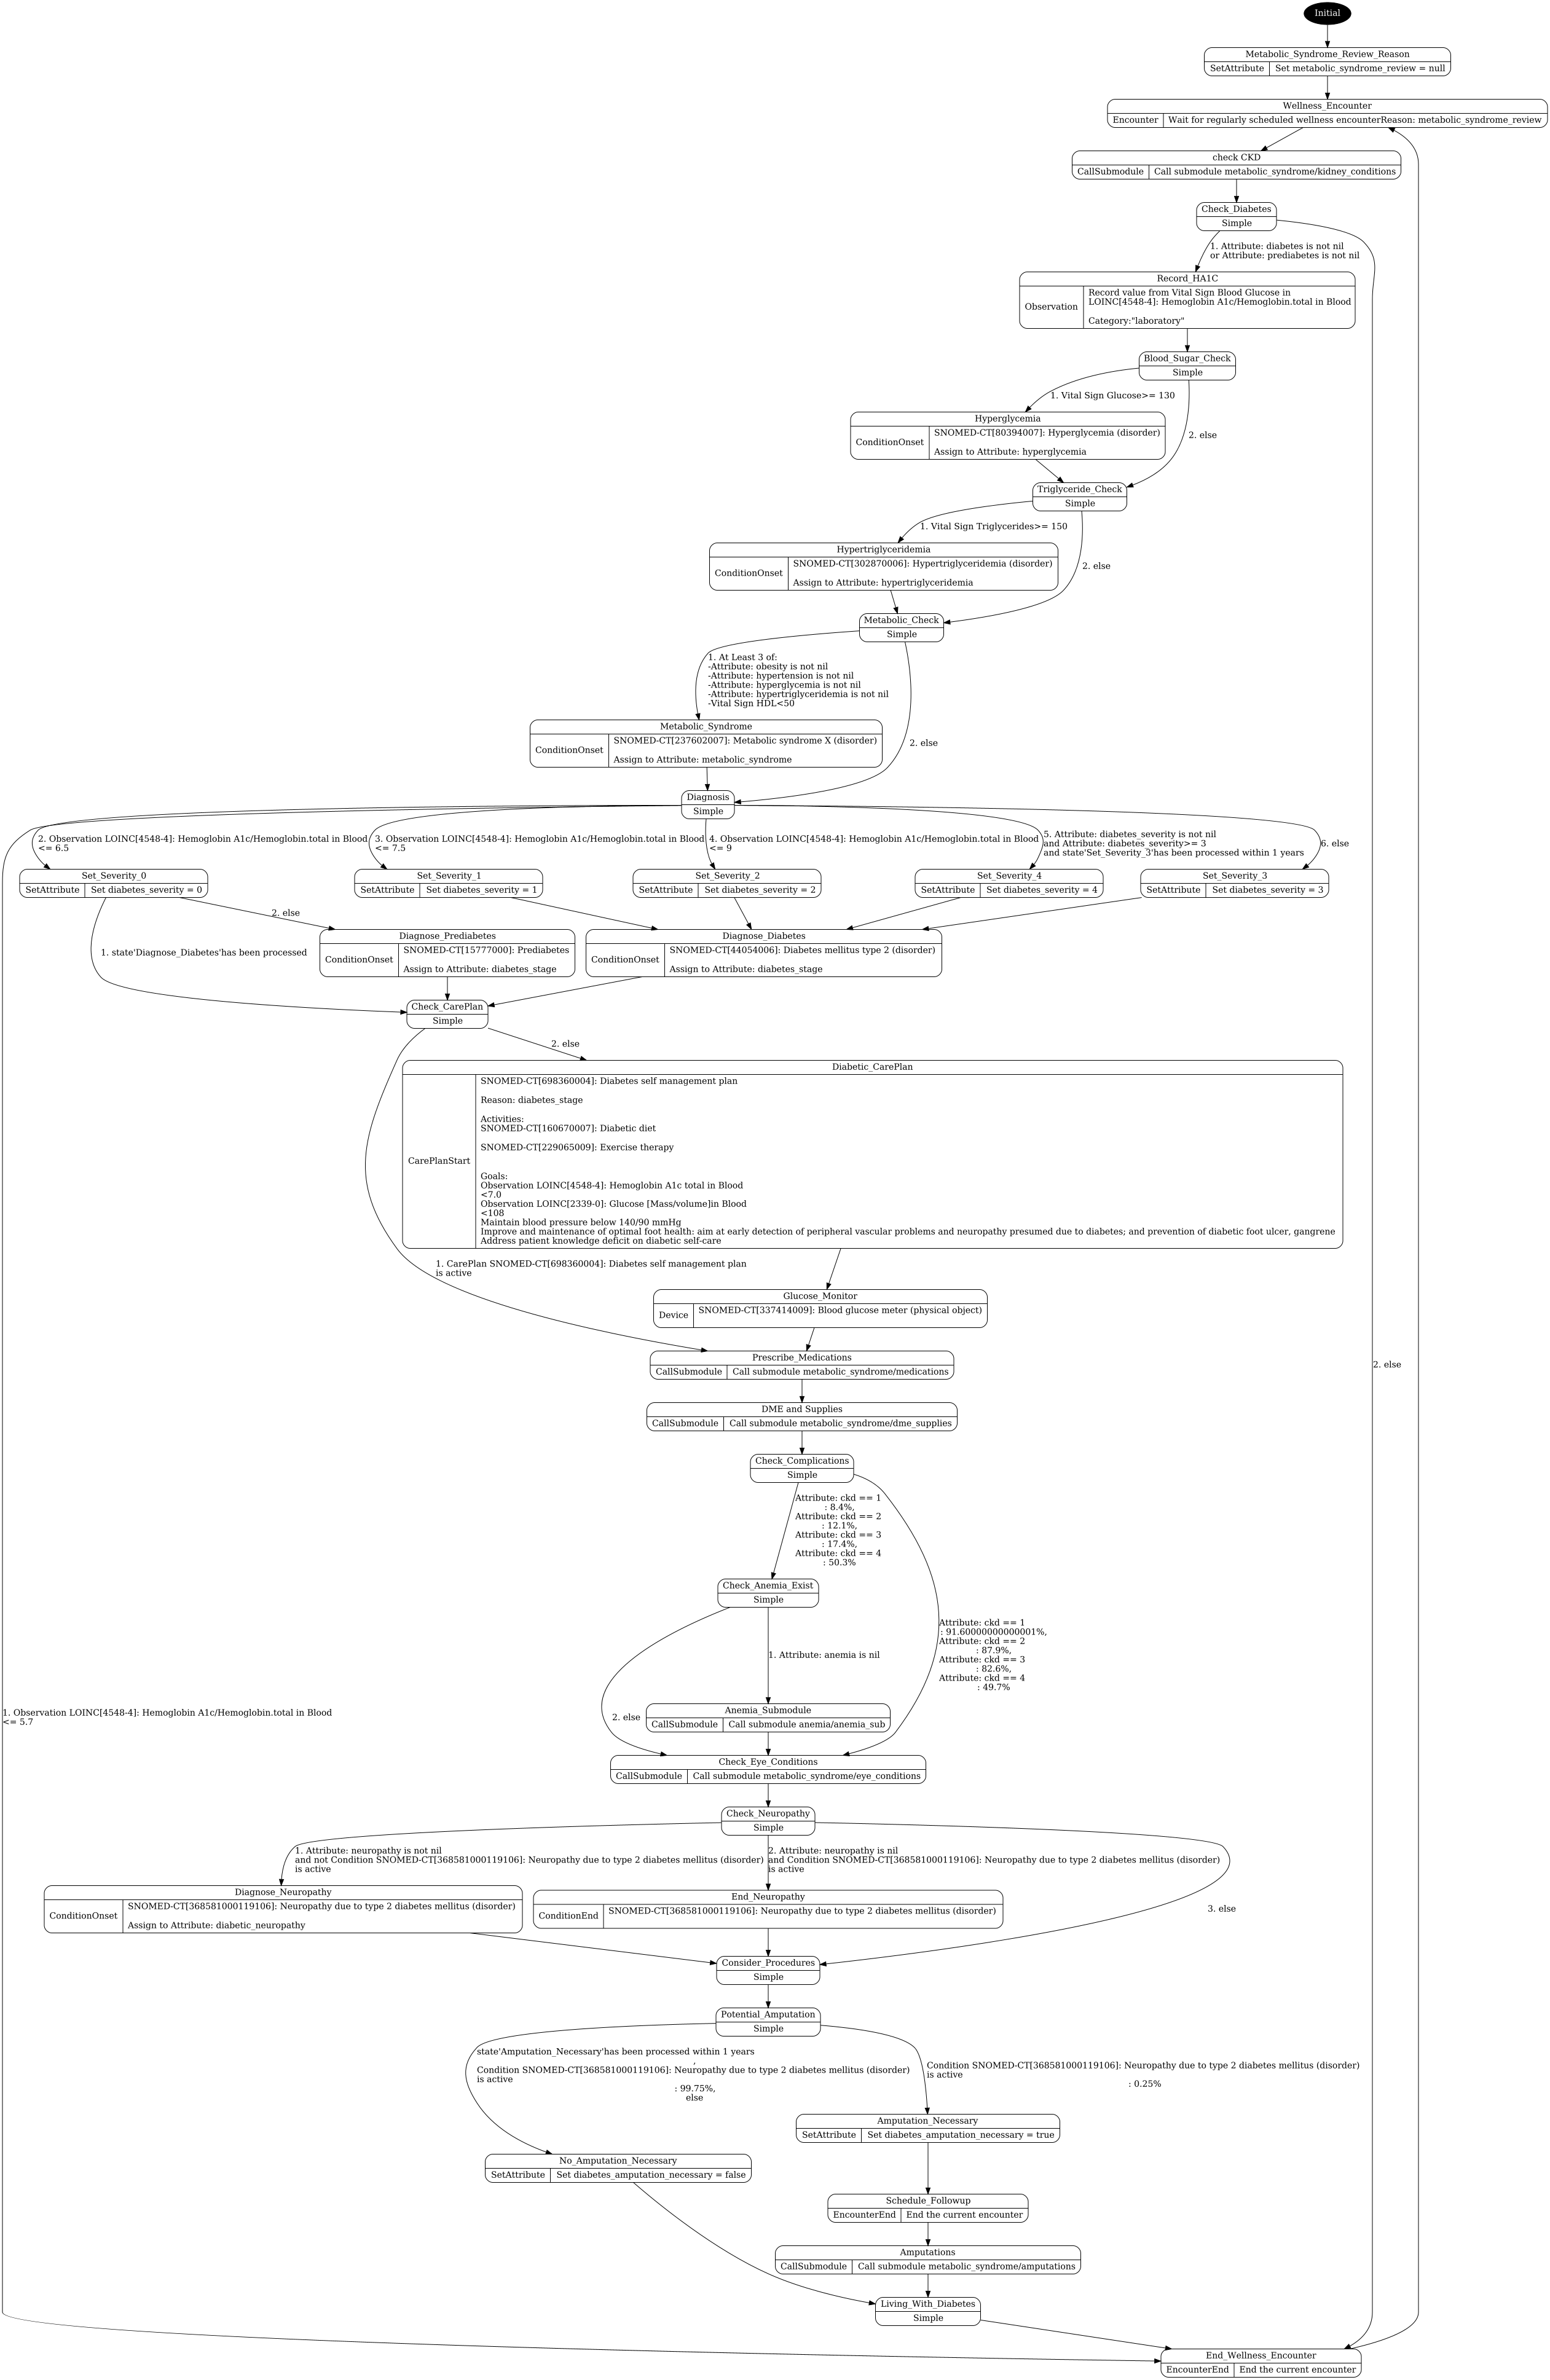 Initial
Metabolic_Syndrome_Review_Reason
SetAttribute
Set metabolic_syndrome_review = null
Wellness_Encounter
Encounter
Wait for regularly scheduled wellness encounterReason: metabolic_syndrome_review
check CKD
CallSubmodule
Call submodule metabolic_syndrome/kidney_conditions
Check_Diabetes
Simple
1. Attribute: diabetes is not nil
or Attribute: prediabetes is not nil
Record_HA1C
Observation
Record value from Vital Sign Blood Glucose in
LOINC[4548-4]: Hemoglobin A1c/Hemoglobin.total in Blood
Category:"laboratory"
Blood_Sugar_Check
Simple
1. Vital Sign Glucose>= 130
2. else
Hyperglycemia
ConditionOnset
SNOMED-CT[80394007]: Hyperglycemia (disorder)
Assign to Attribute: hyperglycemia
Triglyceride_Check
Simple
1. Vital Sign Triglycerides>= 150
2. else
Hypertriglyceridemia
ConditionOnset
SNOMED-CT[302870006]: Hypertriglyceridemia (disorder)
Assign to Attribute: hypertriglyceridemia
Metabolic_Check
Simple
1. At Least 3 of:
-Attribute: obesity is not nil
-Attribute: hypertension is not nil
-Attribute: hyperglycemia is not nil
-Attribute: hypertriglyceridemia is not nil
-Vital Sign HDL<50
2. else
Metabolic_Syndrome
ConditionOnset
SNOMED-CT[237602007]: Metabolic syndrome X (disorder)
Assign to Attribute: metabolic_syndrome
Diagnosis
Simple
2. Observation LOINC[4548-4]: Hemoglobin A1c/Hemoglobin.total in Blood
<= 6.5
3. Observation LOINC[4548-4]: Hemoglobin A1c/Hemoglobin.total in Blood
<= 7.5
4. Observation LOINC[4548-4]: Hemoglobin A1c/Hemoglobin.total in Blood
<= 9
5. Attribute: diabetes_severity is not nil
and Attribute: diabetes_severity>= 3
and state'Set_Severity_3'has been processed within 1 years
6. else
Set_Severity_0
SetAttribute
Set diabetes_severity = 0
Set_Severity_1
SetAttribute
Set diabetes_severity = 1
Set_Severity_2
SetAttribute
Set diabetes_severity = 2
Set_Severity_4
SetAttribute
Set diabetes_severity = 4
Set_Severity_3
SetAttribute
Set diabetes_severity = 3
2. else
1. state'Diagnose_Diabetes'has been processed
Diagnose_Prediabetes
ConditionOnset
SNOMED-CT[15777000]: Prediabetes
Assign to Attribute: diabetes_stage
Diagnose_Diabetes
ConditionOnset
SNOMED-CT[44054006]: Diabetes mellitus type 2 (disorder)
Assign to Attribute: diabetes_stage
Check_CarePlan
Simple
2. else
Diabetic_CarePlan
CarePlanStart
SNOMED-CT[698360004]: Diabetes self management plan
Reason: diabetes_stage
Activities:
SNOMED-CT[160670007]: Diabetic diet
SNOMED-CT[229065009]: Exercise therapy
Goals:
Observation LOINC[4548-4]: Hemoglobin A1c total in Blood
<7.0
Observation LOINC[2339-0]: Glucose [Mass/volume]in Blood
<108
Maintain blood pressure below 140/90 mmHg
Improve and maintenance of optimal foot health: aim at early detection of peripheral vascular problems and neuropathy presumed due to diabetes; and prevention of diabetic foot ulcer, gangrene
Address patient knowledge deficit on diabetic self-care
1. CarePlan SNOMED-CT[698360004]: Diabetes self management plan
is active
Glucose_Monitor
Device
SNOMED-CT[337414009]: Blood glucose meter (physical object)
Prescribe_Medications
CallSubmodule
Call submodule metabolic_syndrome/medications
2. else
DME and Supplies
CallSubmodule
Call submodule metabolic_syndrome/dme_supplies
Check_Complications
Simple
Attribute: ckd == 1
: 8.4%,
Attribute: ckd == 2
: 12.1%,
Attribute: ckd == 3
: 17.4%,
Attribute: ckd == 4
: 50.3%
Check_Anemia_Exist
Simple
Attribute: ckd == 1
: 91.60000000000001%,
Attribute: ckd == 2
: 87.9%,
Attribute: ckd == 3
: 82.6%,
Attribute: ckd == 4
: 49.7%
1. Attribute: anemia is nil
2. else
Anemia_Submodule
CallSubmodule
Call submodule anemia/anemia_sub
1. Observation LOINC[4548-4]: Hemoglobin A1c/Hemoglobin.total in Blood
<= 5.7
Check_Eye_Conditions
CallSubmodule
Call submodule metabolic_syndrome/eye_conditions
Check_Neuropathy
Simple
1. Attribute: neuropathy is not nil
and not Condition SNOMED-CT[368581000119106]: Neuropathy due to type 2 diabetes mellitus (disorder)
is active
2. Attribute: neuropathy is nil
and Condition SNOMED-CT[368581000119106]: Neuropathy due to type 2 diabetes mellitus (disorder)
is active
3. else
Diagnose_Neuropathy
ConditionOnset
SNOMED-CT[368581000119106]: Neuropathy due to type 2 diabetes mellitus (disorder)
Assign to Attribute: diabetic_neuropathy
End_Neuropathy
ConditionEnd
SNOMED-CT[368581000119106]: Neuropathy due to type 2 diabetes mellitus (disorder)
Consider_Procedures
Simple
Potential_Amputation
Simple
state'Amputation_Necessary'has been processed within 1 years
,
Condition SNOMED-CT[368581000119106]: Neuropathy due to type 2 diabetes mellitus (disorder)
is active
: 99.75%,
else
Condition SNOMED-CT[368581000119106]: Neuropathy due to type 2 diabetes mellitus (disorder)
is active
: 0.25%
Amputation_Necessary
SetAttribute
Set diabetes_amputation_necessary = true
No_Amputation_Necessary
SetAttribute
Set diabetes_amputation_necessary = false
Schedule_Followup
EncounterEnd
End the current encounter
Amputations
CallSubmodule
Call submodule metabolic_syndrome/amputations
Living_With_Diabetes
Simple
End_Wellness_Encounter
EncounterEnd
End the current encounter